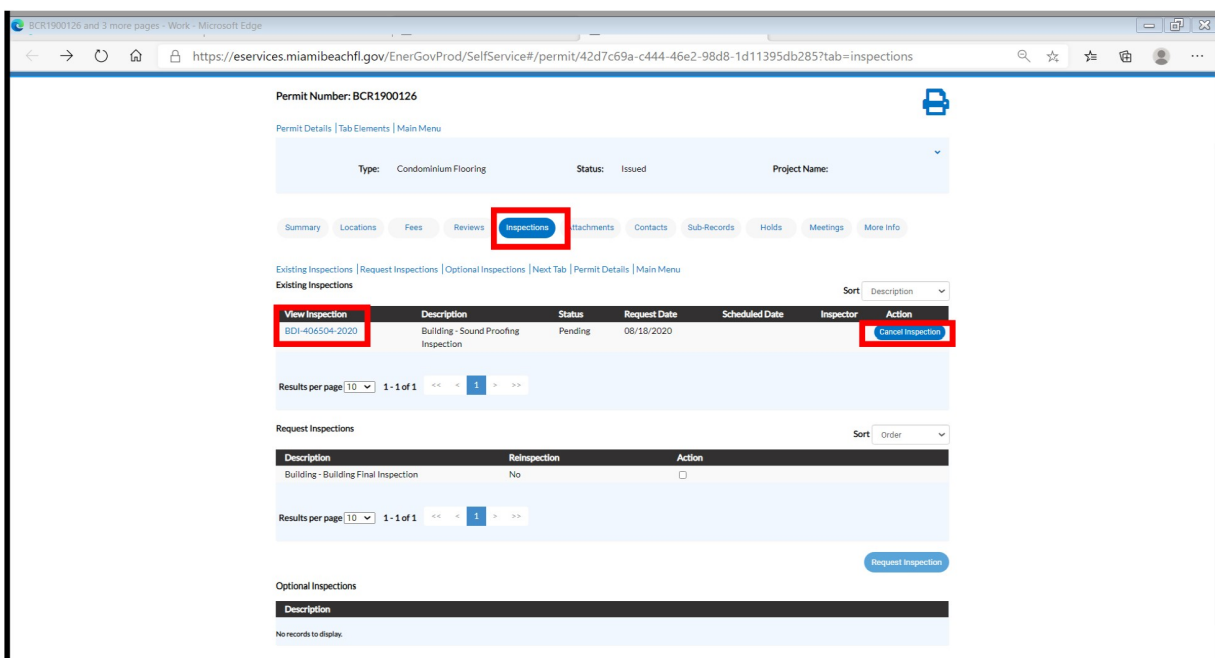 BCR1900126 and 3 more pages - Work - Microsoft Edge
https://eservices.miamibeachfl.gov/EnerGovProd/SelfService#/permit/42d7c69a-c444-46e2-98d8-1d11395db285?tab=inspections
Permit Number: BCR1900126
Permit Details | Tab Elements | Main Menu
Type: Condominium Flooring Status: Issued Project Name:
Summary Locations Fees Reviews Inspections Attachments Contacts Sub-Records Holds Meetings More Info
Existing Inspections | Request Inspections | Optional Inspections | Next Tab | Permit Details | Main Menu
Existing Inspections
Sort Description
View Inspection Description Status Request Date Scheduled Date Inspector Action
BDI-406504-2020 Building - Sound Proofing Pending 08/18/2020 Cancel Inspection
Inspection
Results per page 10 1 - 1 of 1 << < 1 > >>
Request Inspections
Sort Order
Description Reinspection Action
Building - Building Final Inspection No
Results per page 10 1 - 1 of 1 << < 1 > >>
Request Inspection
Optional Inspections
Description
No records to display.